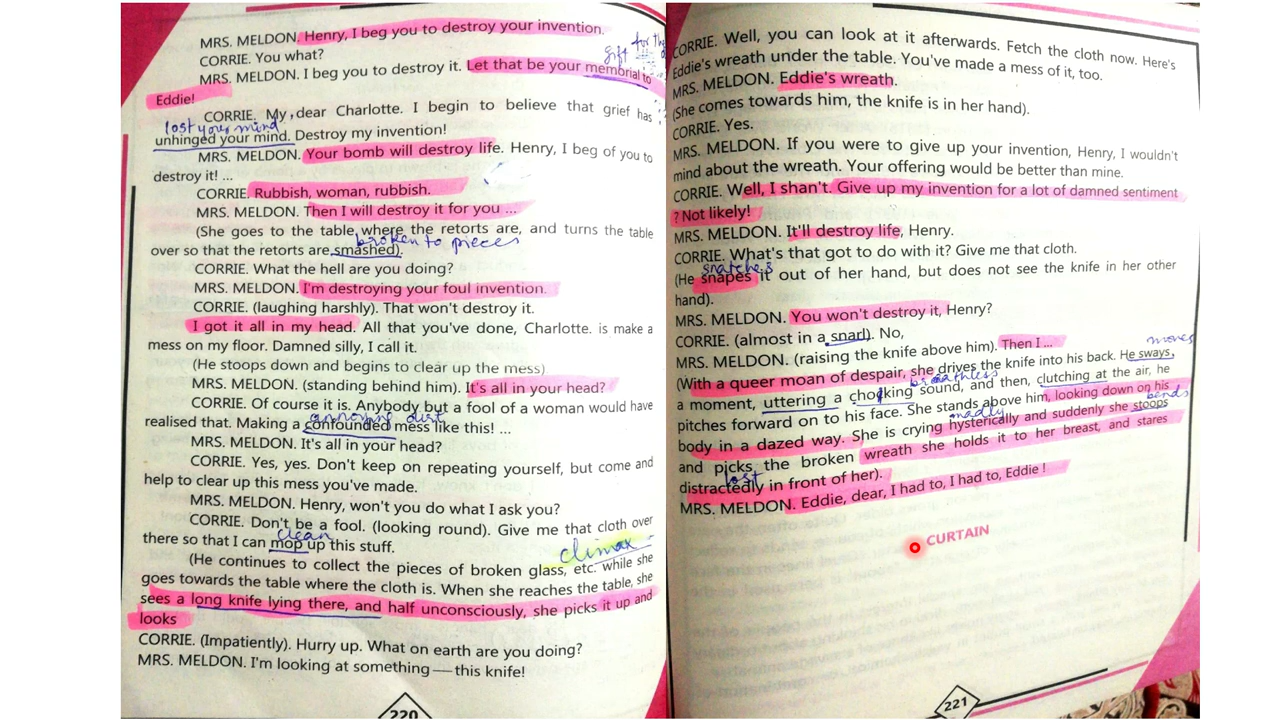 MRS. MELDON. Henry, I beg you to destroy your invention.
CORRIE. You what?
gift for the
MRS. MELDON. I beg you to destroy it. Let that be your memorial to
Eddie!
CORRIE. My dear Charlotte. I begin to believe that grief has
lost your mind
unhinged your mind. Destroy my invention!
MRS. MELDON. Your bomb will destroy life. Henry, I beg of you to
destroy it! ...
CORRIE. Rubbish, woman, rubbish.
MRS. MELDON. Then I will destroy it for you ...
(She goes to the table, where the retorts are, and turns the table
broken to pieces
over so that the retorts are smashed).
CORRIE. What the hell are you doing?
MRS. MELDON. I'm destroying your foul invention.
CORRIE. (laughing harshly). That won't destroy it.
I got it all in my head. All that you've done, Charlotte. is make a
mess on my floor. Damned silly, I call it.
(He stoops down and begins to clear up the mess)
MRS. MELDON. (standing behind him). It's all in your head?
CORRIE. Of course it is. Anybody but a fool of a woman would have
annoying dirt
realised that. Making a confounded mess like this! ...
MRS. MELDON. It's all in your head?
CORRIE. Yes, yes. Don't keep on repeating yourself, but come and
help to clear up this mess you've made.
MRS. MELDON. Henry, won't you do what I ask you?
CORRIE. Don't be a fool. (looking round). Give me that cloth over
clean
there so that I can mop up this stuff.
climax
(He continues to collect the pieces of broken glass, etc. while she
goes towards the table where the cloth is. When she reaches the table, she
sees a long knife lying there, and half unconsciously, she picks it up and
looks
CORRIE. (Impatiently). Hurry up. What on earth are you doing?
MRS. MELDON. I'm looking at something — this knife!
220
CORRIE. Well, you can look at it afterwards. Fetch the cloth now. Here's
Eddie's wreath under the table. You've made a mess of it, too.
MRS. MELDON. Eddie's wreath.
(She comes towards him, the knife is in her hand).
CORRIE. Yes.
MRS. MELDON. If you were to give up your invention, Henry, I wouldn't
mind about the wreath. Your offering would be better than mine.
CORRIE. Well, I shan't. Give up my invention for a lot of damned sentiment
? Not likely!
MRS. MELDON. It'll destroy life, Henry.
CORRIE. What's that got to do with it? Give me that cloth.
snatches
(He snapes it out of her hand, but does not see the knife in her other
hand).
MRS. MELDON. You won't destroy it, Henry?
CORRIE. (almost in a snarl). No,
MRS. MELDON. (raising the knife above him). Then I ...
moves
(With a queer moan of despair, she drives the knife into his back. He sways,
breathless
a moment, uttering a choking sound, and then, clutching at the air, he
pitches forward on to his face. She stands above him, looking down on his
madly
bends
body in a dazed way. She is crying hysterically and suddenly she stoops
and picks the broken wreath she holds it to her breast, and stares
lost
distractedly in front of her).
MRS. MELDON. Eddie, dear, I had to, I had to, Eddie !
CURTAIN
221